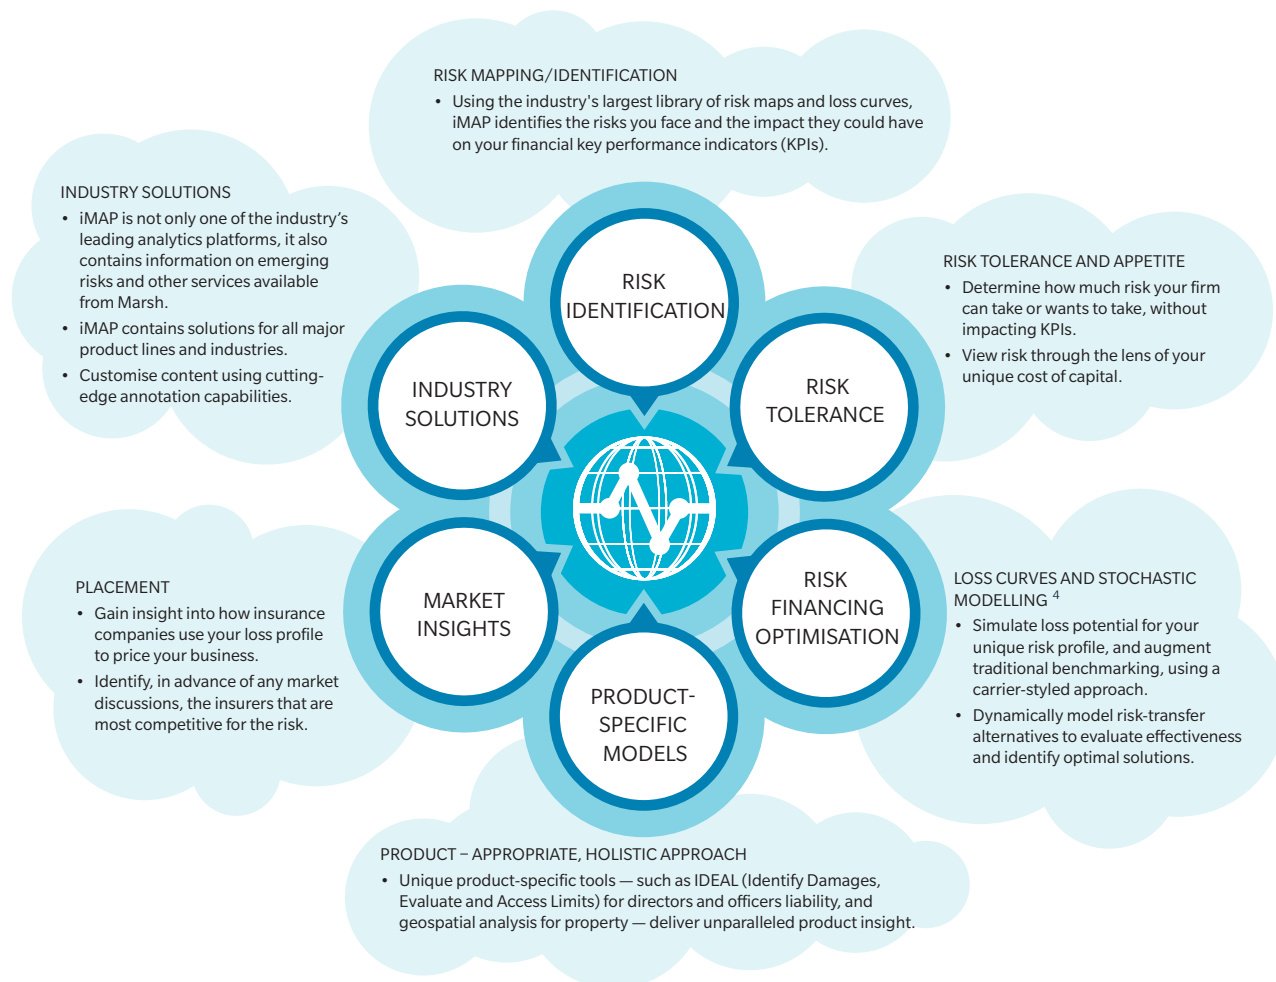 RISK MAPPING/IDENTIFICATION
• Using the industry's largest library of risk maps and loss curves,
iMAP identifies the risks you face and the impact they could have
on your financial key performance indicators (KPIs).
INDUSTRY SOLUTIONS
• iMAP is not only one of the industry’s
leading analytics platforms, it also
contains information on emerging
risks and other services available
from Marsh.
• iMAP contains solutions for all major
product lines and industries.
• Customise content using cutting-
edge annotation capabilities.
RISK TOLERANCE AND APPETITE
• Determine how much risk your firm
can take or wants to take, without
impacting KPIs.
• View risk through the lens of your
unique cost of capital.
RISK
IDENTIFICATION
INDUSTRY
SOLUTIONS
RISK
TOLERANCE
MARKET
INSIGHTS
RISK
FINANCING
OPTIMISATION
PRODUCT-
SPECIFIC
MODELS
PLACEMENT
• Gain insight into how insurance
companies use your loss profile
to price your business.
• Identify, in advance of any market
discussions, the insurers that are
most competitive for the risk.
LOSS CURVES AND STOCHASTIC
MODELLING 4
• Simulate loss potential for your
unique risk profile, and augment
traditional benchmarking, using a
carrier-styled approach.
• Dynamically model risk-transfer
alternatives to evaluate effectiveness
and identify optimal solutions.
PRODUCT – APPROPRIATE, HOLISTIC APPROACH
• Unique product-specific tools — such as IDEAL (Identify Damages,
Evaluate and Access Limits) for directors and officers liability, and
geospatial analysis for property — deliver unparalleled product insight.